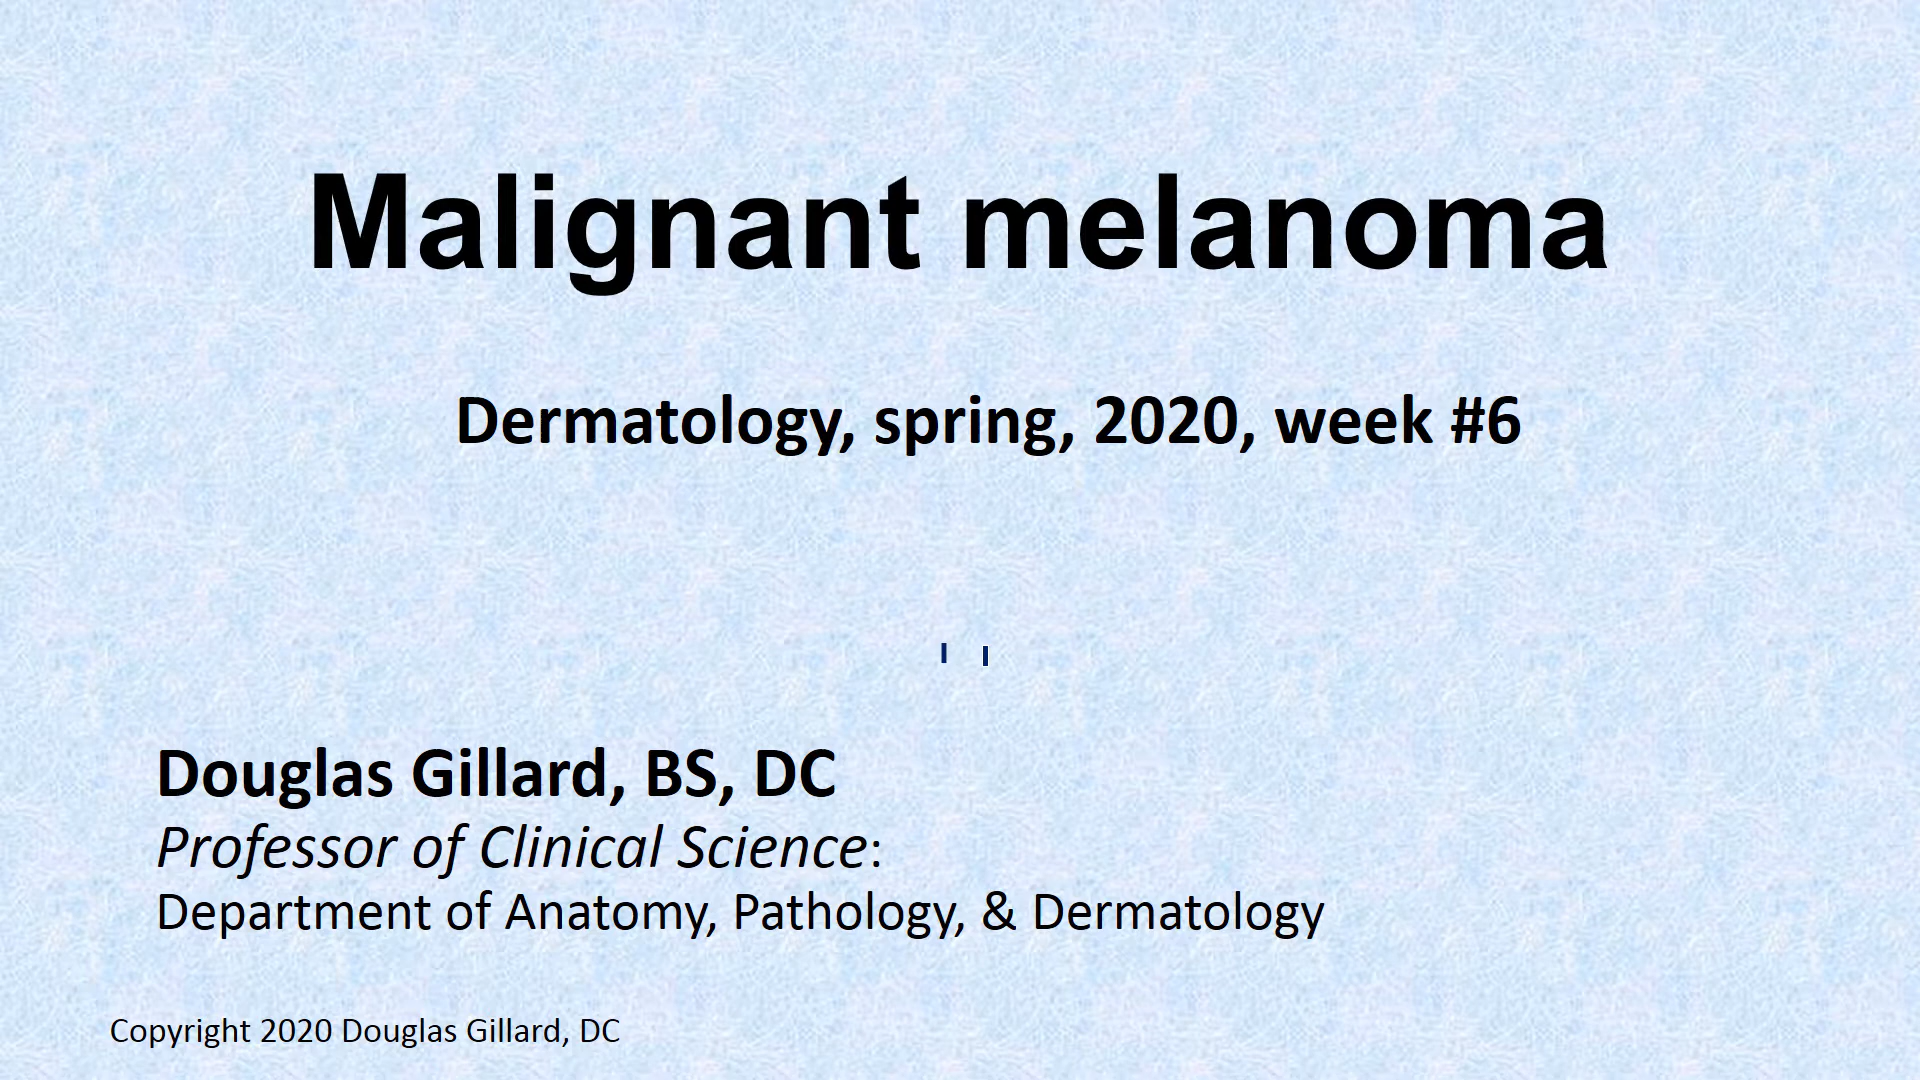 Malignant melanoma
Dermatology, spring, 2020, week #6
Douglas Gillard, BS, DC
Professor of Clinical Science:
Department of Anatomy, Pathology, & Dermatology
Copyright 2020 Douglas Gillard, DC